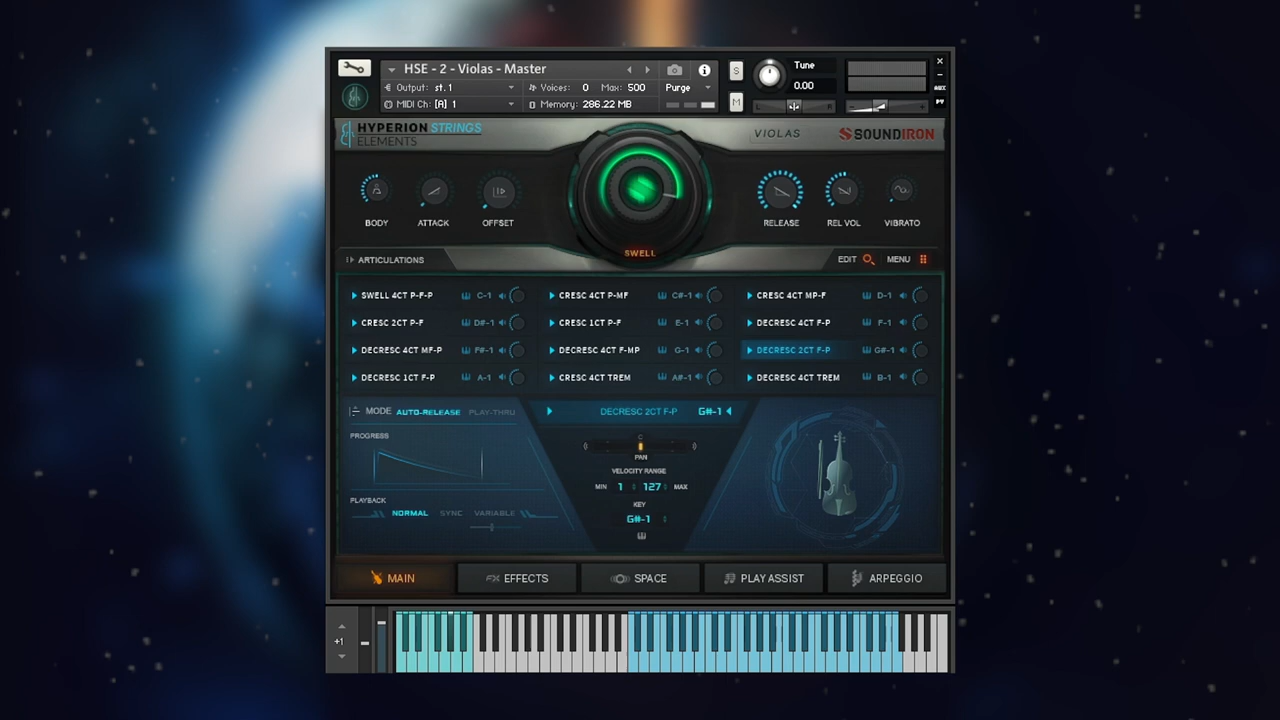 HSE - 2 - Violas - Master
Output: st. 1
Voices: 0 Max: 500
Purge
MIDI Ch: [A] 1
Memory: 286.22 MB
S
M
Tune
0.00
L R
AUX
PV
HYPERION STRINGS
ELEMENTS
VIOLAS
SOUNDIRON
BODY ATTACK OFFSET
RELEASE REL VOL VIBRATO
SWELL
ARTICULATIONS
EDIT MENU
SWELL 4CT P-F-P C-1 CRESC 4CT P-MF C#-1 CRESC 4CT MP-F D-1
CRESC 2CT P-F D#-1 CRESC 1CT P-F E-1 DECRESC 4CT F-P F-1
DECRESC 4CT MF-P F#-1 DECRESC 4CT F-MP G-1 DECRESC 2CT F-P G#-1
DECRESC 1CT F-P A-1 CRESC 4CT TREM A#-1 DECRESC 4CT TREM B-1
MODE AUTO-RELEASE PLAY-THRU
DECRESC 2CT F-P G#-1
PROGRESS
C
PAN
VELOCITY RANGE
MIN 1 127 MAX
PLAYBACK
KEY
NORMAL SYNC VARIABLE
G#-1
MAIN FX EFFECTS SPACE PLAY ASSIST ARPEGGIO
+1